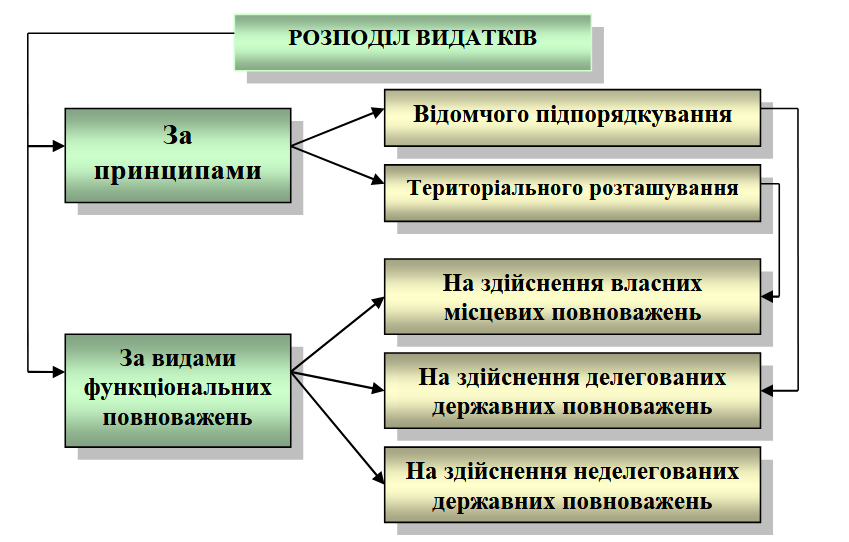 РОЗПОДІЛ ВИДАТКІВ
За
принципами
Відомчого підпорядкування
Територіального розташування
За видами
функціональних
повноважень
На здійснення власних
місцевих повноважень
На здійснення делегованих
державних повноважень
На здійснення неделегованих
державних повноважень